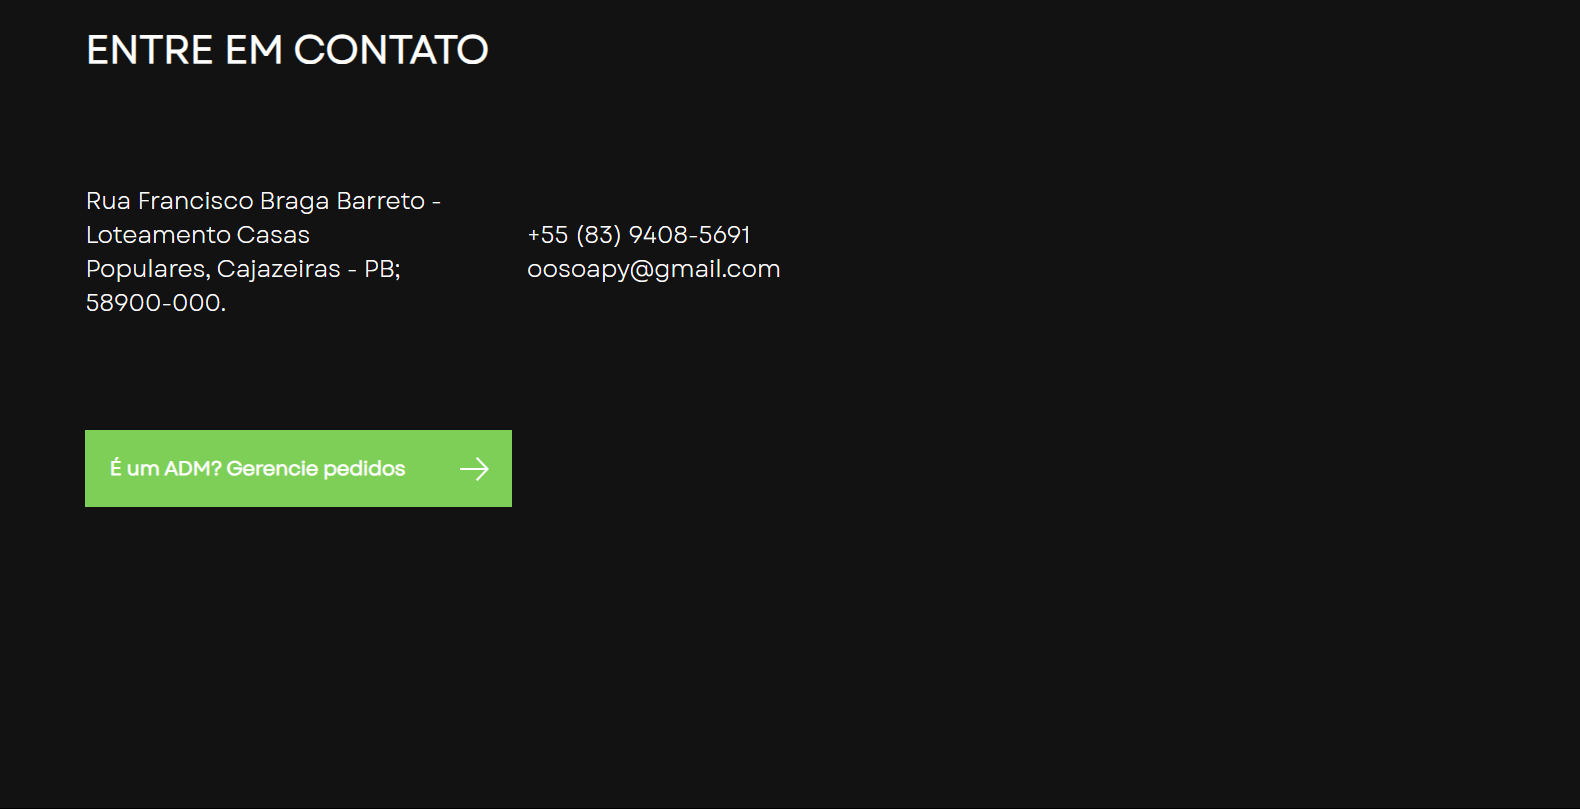 ENTRE EM CONTATO
Rua Francisco Braga Barreto -
Loteamento Casas
Populares, Cajazeiras - PB;
58900-000.
+55 (83) 9408-5691
oosoapy@gmail.com
É um ADM? Gerencie pedidos